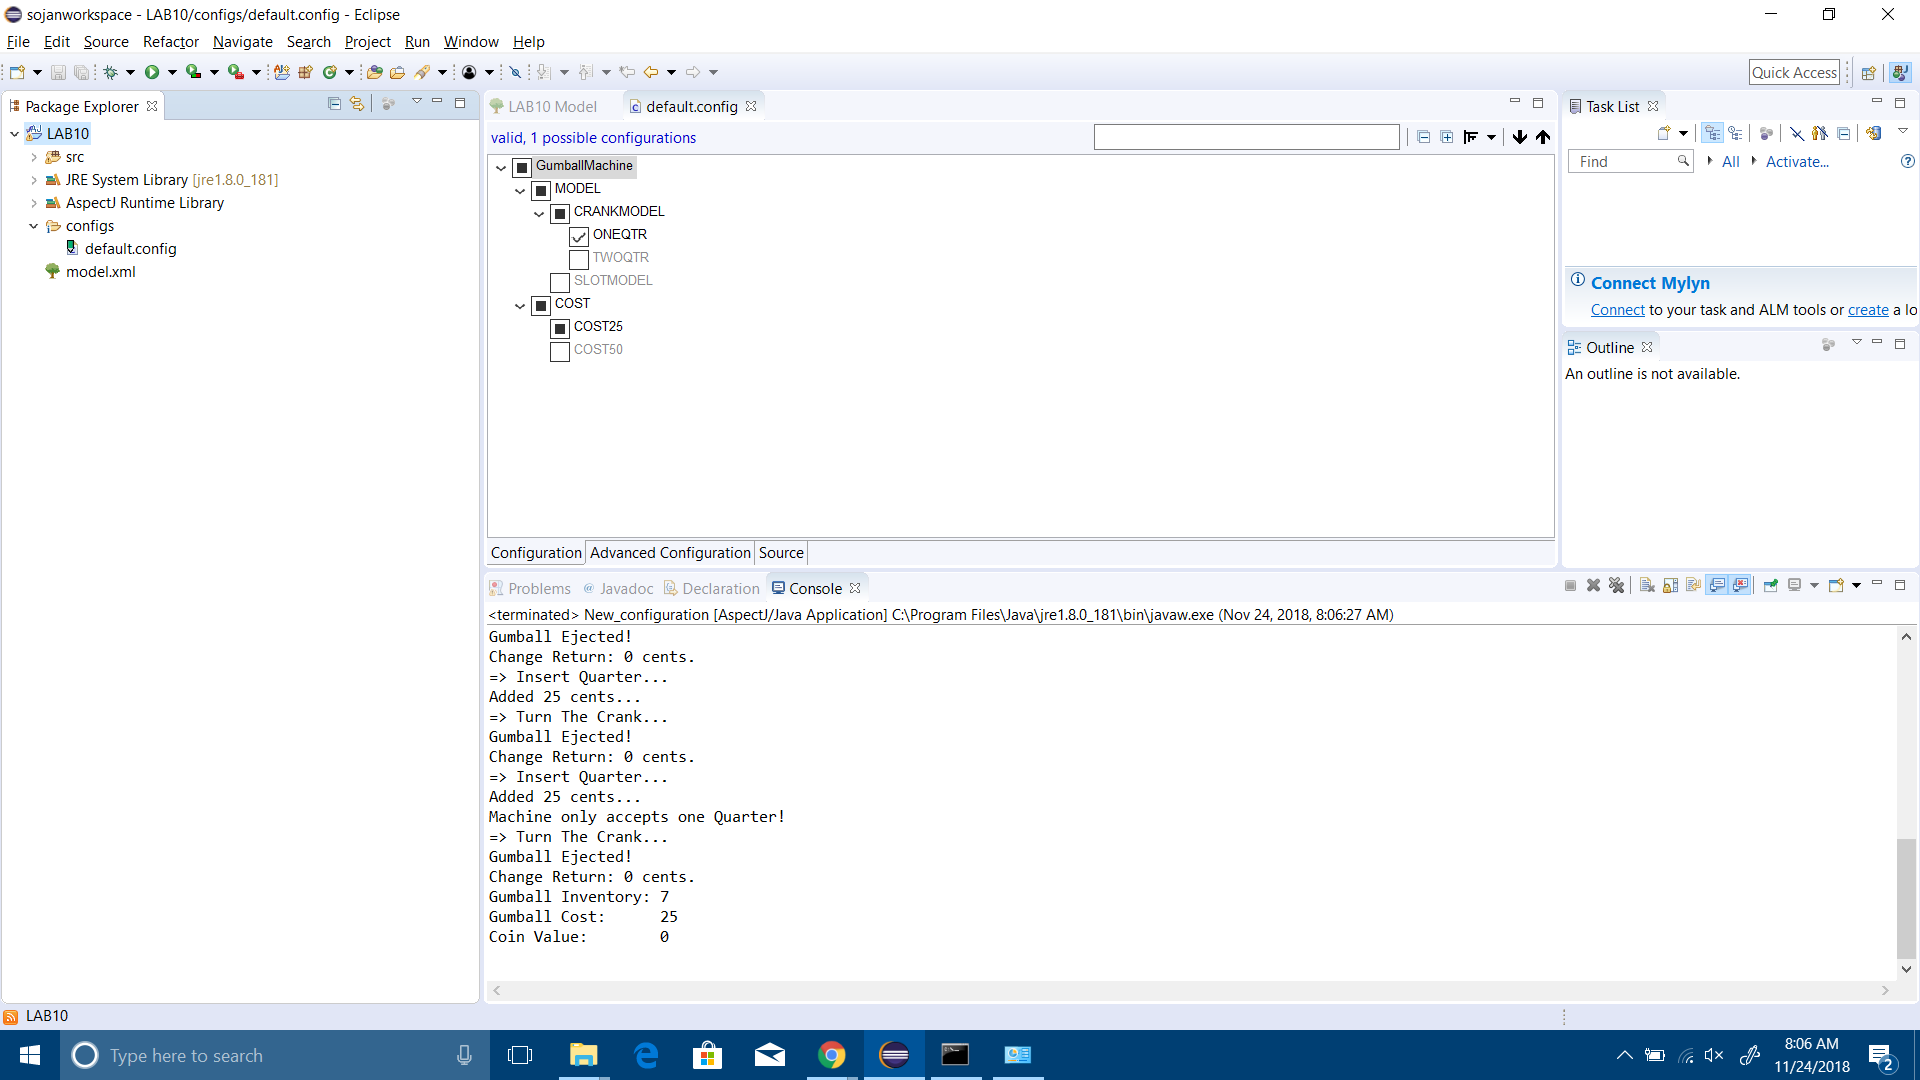 sojanworkspace - LAB10/configs/default.config - Eclipse
File Edit Source Refactor Navigate Search Project Run Window Help
Quick Access
Package Explorer
LAB10
src
JRE System Library [jre1.8.0_181]
AspectJ Runtime Library
configs
default.config
model.xml
LAB10 Model
default.config
valid, 1 possible configurations
GumballMachine
MODEL
CRANKMODEL
ONEQTR
TWOQTR
SLOTMODEL
COST
COST25
COST50
Configuration Advanced Configuration Source
Task List
Find All Activate...
Connect Mylyn
Connect to your task and ALM tools or create a lo
Outline
An outline is not available.
Problems @ Javadoc Declaration Console
<terminated> New_configuration [AspectJ/Java Application] C:\Program Files\Java\jre1.8.0_181\bin\javaw.exe (Nov 24, 2018, 8:06:27 AM)
Gumball Ejected!
Change Return: 0 cents.
=> Insert Quarter...
Added 25 cents...
=> Turn The Crank...
Gumball Ejected!
Change Return: 0 cents.
=> Insert Quarter...
Added 25 cents...
Machine only accepts one Quarter!
=> Turn The Crank...
Gumball Ejected!
Change Return: 0 cents.
Gumball Inventory: 7
Gumball Cost: 25
Coin Value: 0
LAB10
Type here to search
8:06 AM
11/24/2018
2